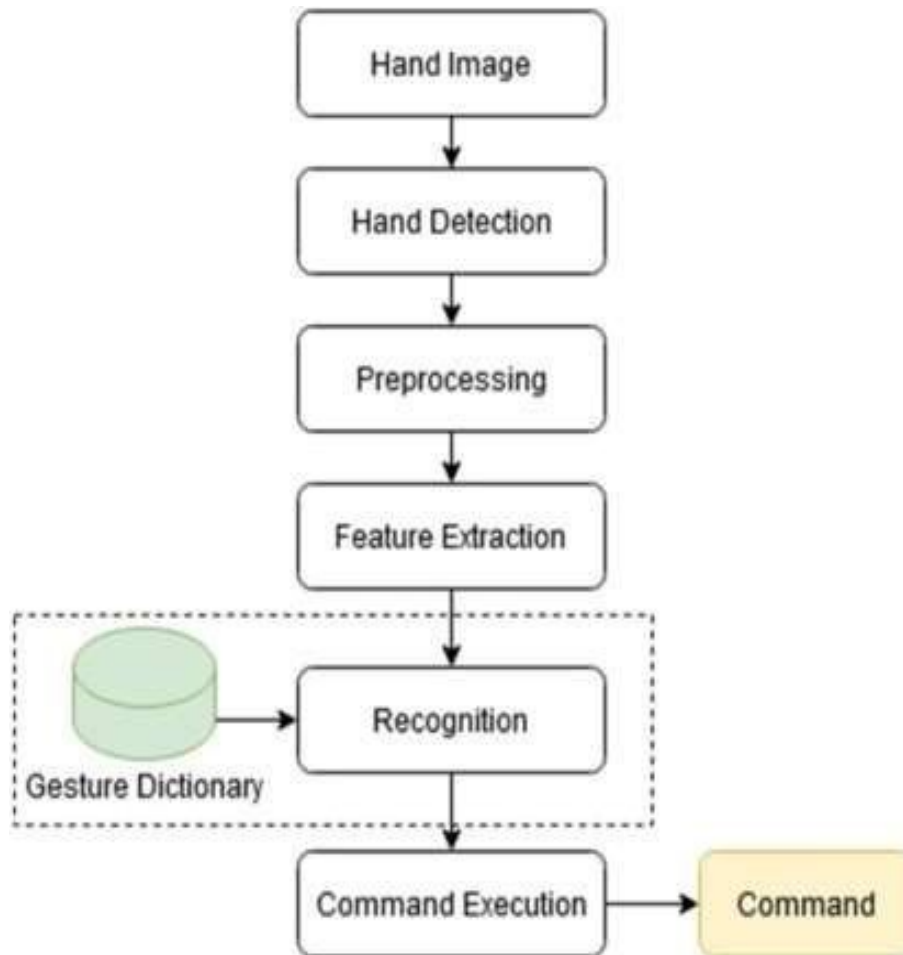 Hand Image
Hand Detection
Preprocessing
Feature Extraction
Recognition
Gesture Dictionary
Command Execution
Command